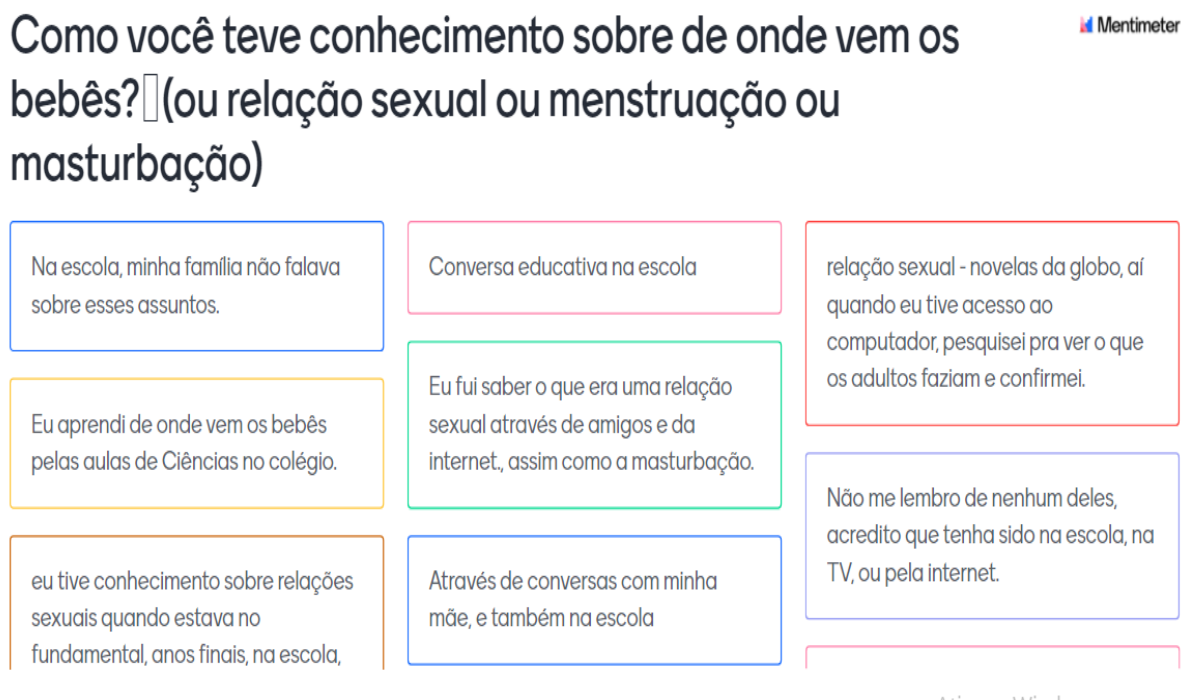 Como você teve conhecimento sobre de onde vem os
bebês? (ou relação sexual ou menstruação ou
masturbação)
Mentimeter
Na escola, minha família não falava
sobre esses assuntos.
Eu aprendi de onde vem os bebês
pelas aulas de Ciências no colégio.
eu tive conhecimento sobre relações
sexuais quando estava no
fundamental, anos finais, na escola,
Conversa educativa na escola
Eu fui saber o que era uma relação
sexual através de amigos e da
internet., assim como a masturbação.
Através de conversas com minha
mãe, e também na escola
relação sexual - novelas da globo, aí
quando eu tive acesso ao
computador, pesquisei pra ver o que
os adultos faziam e confirmei.
Não me lembro de nenhum deles,
acredito que tenha sido na escola, na
TV, ou pela internet.